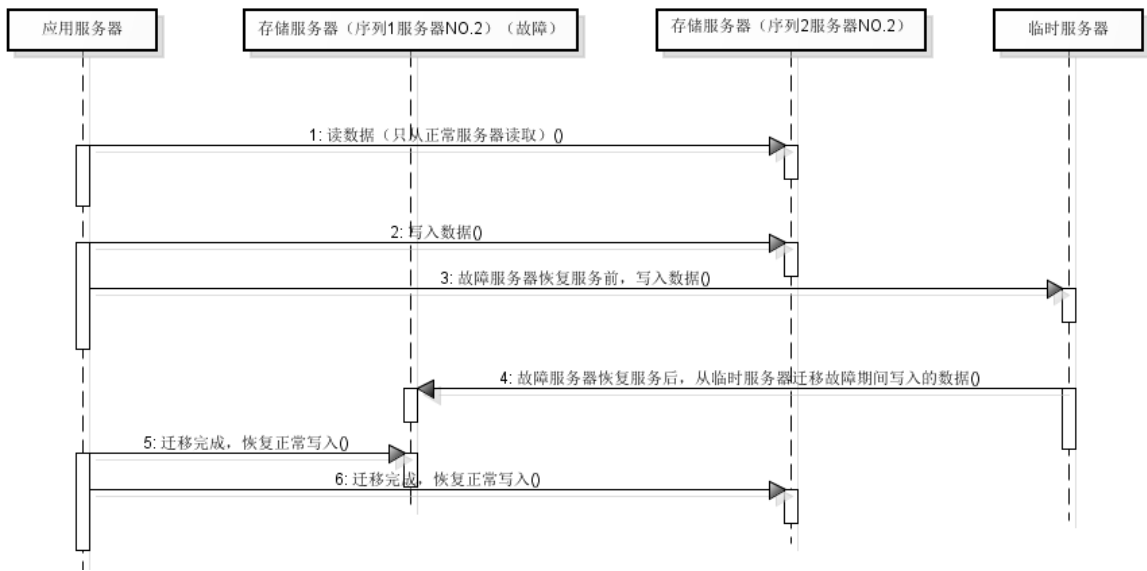 应用服务器
存储服务器（序列1服务器NO.2）（故障）
存储服务器（序列2服务器NO.2）
临时服务器
1: 读数据（只从正常服务器读取）()
2: 写入数据()
3: 故障服务器恢复服务前，写入数据()
4: 故障服务器恢复服务后，从临时服务器迁移故障期间写入的数据()
5: 迁移完成，恢复正常写入()
6: 迁移完成，恢复正常写入()